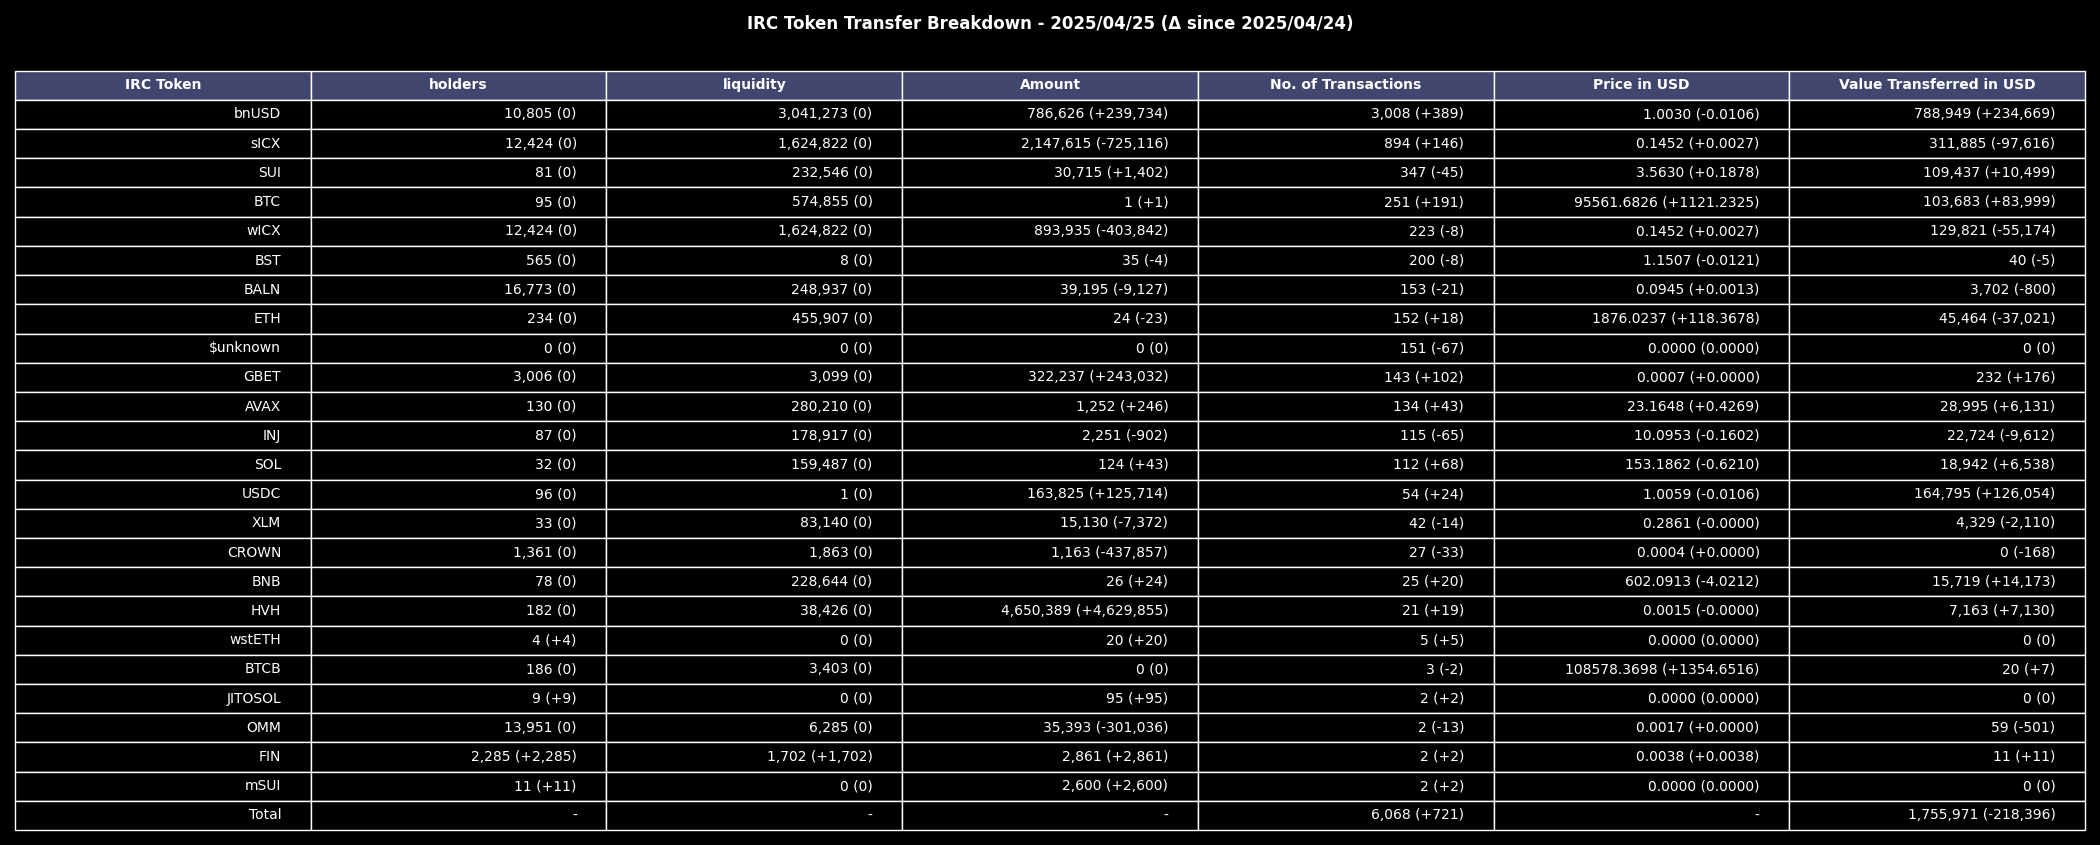 IRC Token Transfer Breakdown - 2025/04/25 (Δ since 2025/04/24)
IRC Token holders liquidity Amount No. of Transactions Price in USD Value Transferred in USD
bnUSD 10,805 (0) 3,041,273 (0) 786,626 (+239,734) 3,008 (+389) 1.0030 (-0.0106) 788,949 (+234,669)
sICX 12,424 (0) 1,624,822 (0) 2,147,615 (-725,116) 894 (+146) 0.1452 (+0.0027) 311,885 (-97,616)
SUI 81 (0) 232,546 (0) 30,715 (+1,402) 347 (-45) 3.5630 (+0.1878) 109,437 (+10,499)
BTC 95 (0) 574,855 (0) 1 (+1) 251 (+191) 95561.6826 (+1121.2325) 103,683 (+83,999)
wICX 12,424 (0) 1,624,822 (0) 893,935 (-403,842) 223 (-8) 0.1452 (+0.0027) 129,821 (-55,174)
BST 565 (0) 8 (0) 35 (-4) 200 (-8) 1.1507 (-0.0121) 40 (-5)
BALN 16,773 (0) 248,937 (0) 39,195 (-9,127) 153 (-21) 0.0945 (+0.0013) 3,702 (-800)
ETH 234 (0) 455,907 (0) 24 (-23) 152 (+18) 1876.0237 (+118.3678) 45,464 (-37,021)
$unknown 0 (0) 0 (0) 0 (0) 151 (-67) 0.0000 (0.0000) 0 (0)
GBET 3,006 (0) 3,099 (0) 322,237 (+243,032) 143 (+102) 0.0007 (+0.0000) 232 (+176)
AVAX 130 (0) 280,210 (0) 1,252 (+246) 134 (+43) 23.1648 (+0.4269) 28,995 (+6,131)
INJ 87 (0) 178,917 (0) 2,251 (-902) 115 (-65) 10.0953 (-0.1602) 22,724 (-9,612)
SOL 32 (0) 159,487 (0) 124 (+43) 112 (+68) 153.1862 (-0.6210) 18,942 (+6,538)
USDC 96 (0) 1 (0) 163,825 (+125,714) 54 (+24) 1.0059 (-0.0106) 164,795 (+126,054)
XLM 33 (0) 83,140 (0) 15,130 (-7,372) 42 (-14) 0.2861 (-0.0000) 4,329 (-2,110)
CROWN 1,361 (0) 1,863 (0) 1,163 (-437,857) 27 (-33) 0.0004 (+0.0000) 0 (-168)
BNB 78 (0) 228,644 (0) 26 (+24) 25 (+20) 602.0913 (-4.0212) 15,719 (+14,173)
HVH 182 (0) 38,426 (0) 4,650,389 (+4,629,855) 21 (+19) 0.0015 (-0.0000) 7,163 (+7,130)
wstETH 4 (+4) 0 (0) 20 (+20) 5 (+5) 0.0000 (0.0000) 0 (0)
BTCB 186 (0) 3,403 (0) 0 (0) 3 (-2) 108578.3698 (+1354.6516) 20 (+7)
JITOSOL 9 (+9) 0 (0) 95 (+95) 2 (+2) 0.0000 (0.0000) 0 (0)
OMM 13,951 (0) 6,285 (0) 35,393 (-301,036) 2 (-13) 0.0017 (+0.0000) 59 (-501)
FIN 2,285 (+2,285) 1,702 (+1,702) 2,861 (+2,861) 2 (+2) 0.0038 (+0.0038) 11 (+11)
mSUI 11 (+11) 0 (0) 2,600 (+2,600) 2 (+2) 0.0000 (0.0000) 0 (0)
Total - - - 6,068 (+721) - 1,755,971 (-218,396)